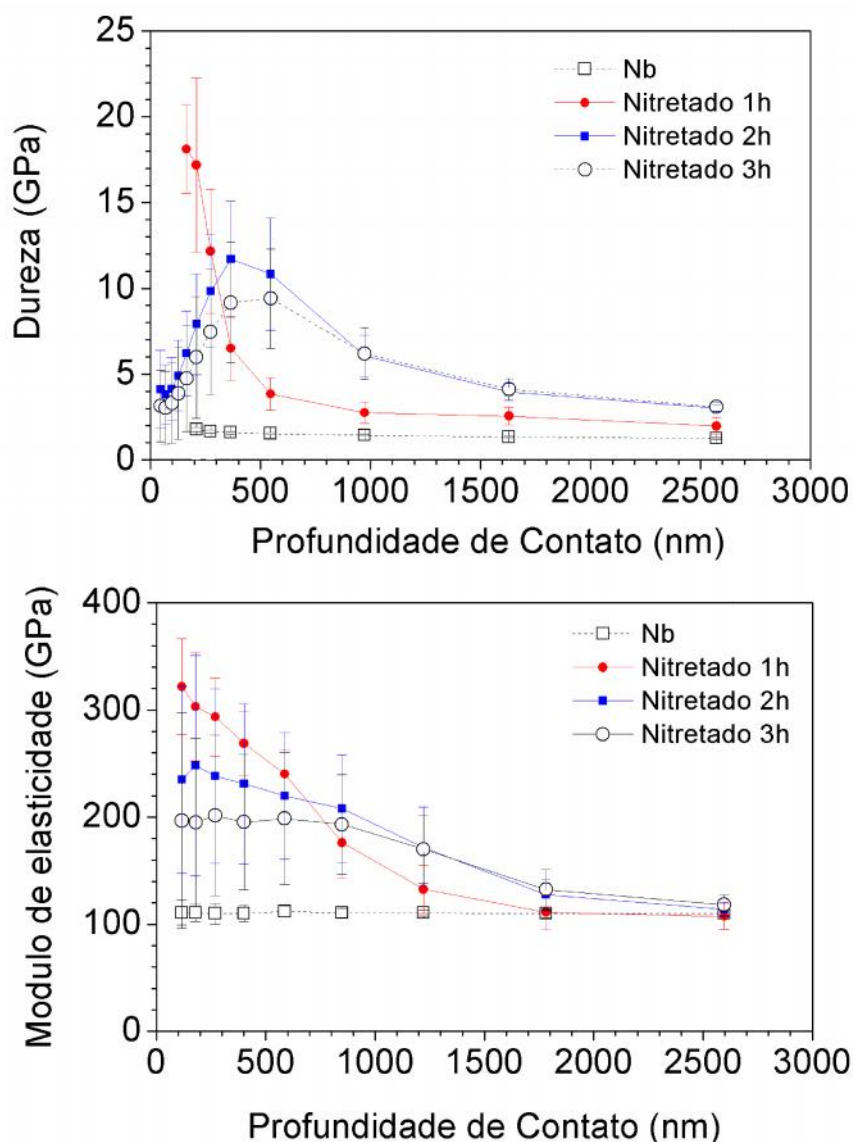 25
20
15
10
5
0
Dureza (GPa)
Nb
Nitretado 1h
Nitretado 2h
Nitretado 3h
0 500 1000 1500 2000 2500 3000
Profundidade de Contato (nm)
400
300
200
100
0
Modulo de elasticidade (GPa)
Nb
Nitretado 1h
Nitretado 2h
Nitretado 3h
0 500 1000 1500 2000 2500 3000
Profundidade de Contato (nm)